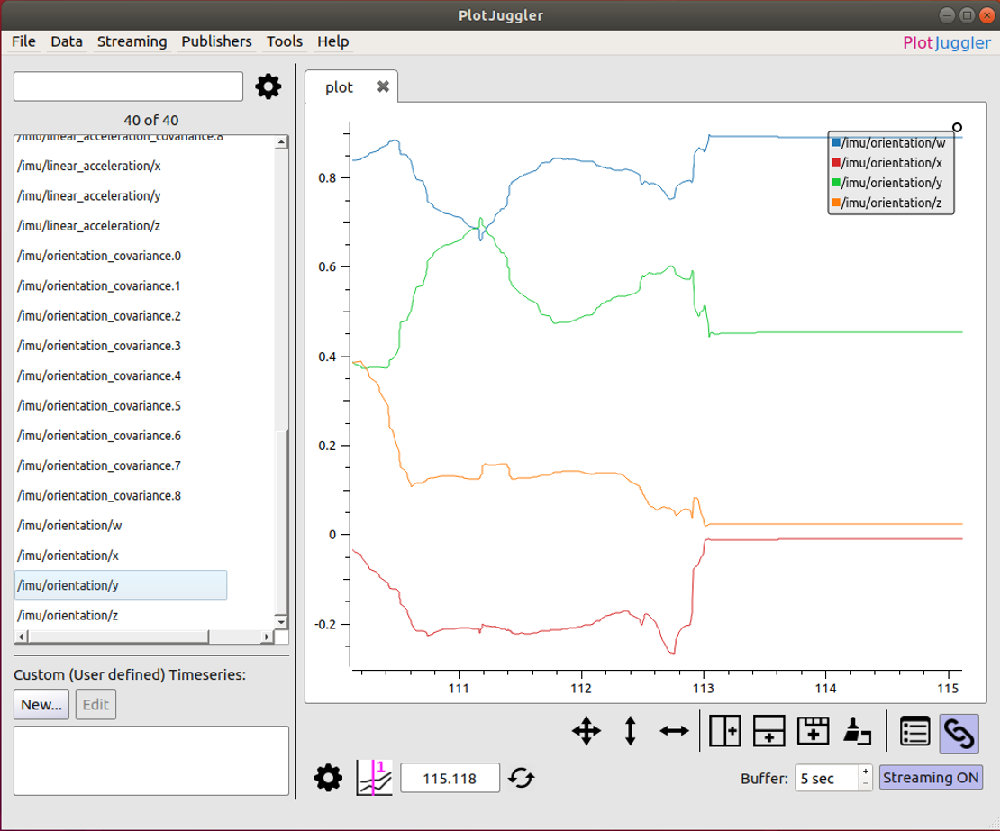 PlotJuggler
File Data Streaming Publishers Tools Help
PlotJuggler
40 of 40
/imu/linear_acceleration_covariance.8
/imu/linear_acceleration/x
/imu/linear_acceleration/y
/imu/linear_acceleration/z
/imu/orientation_covariance.0
/imu/orientation_covariance.1
/imu/orientation_covariance.2
/imu/orientation_covariance.3
/imu/orientation_covariance.4
/imu/orientation_covariance.5
/imu/orientation_covariance.6
/imu/orientation_covariance.7
/imu/orientation_covariance.8
/imu/orientation/w
/imu/orientation/x
/imu/orientation/y
/imu/orientation/z
Custom (User defined) Timeseries:
New... Edit
plot
/imu/orientation/w
/imu/orientation/x
/imu/orientation/y
/imu/orientation/z
0.8
0.6
0.4
0.2
0
-0.2
111 112 113 114 115
1
115.118
Buffer: 5 sec + - Streaming ON